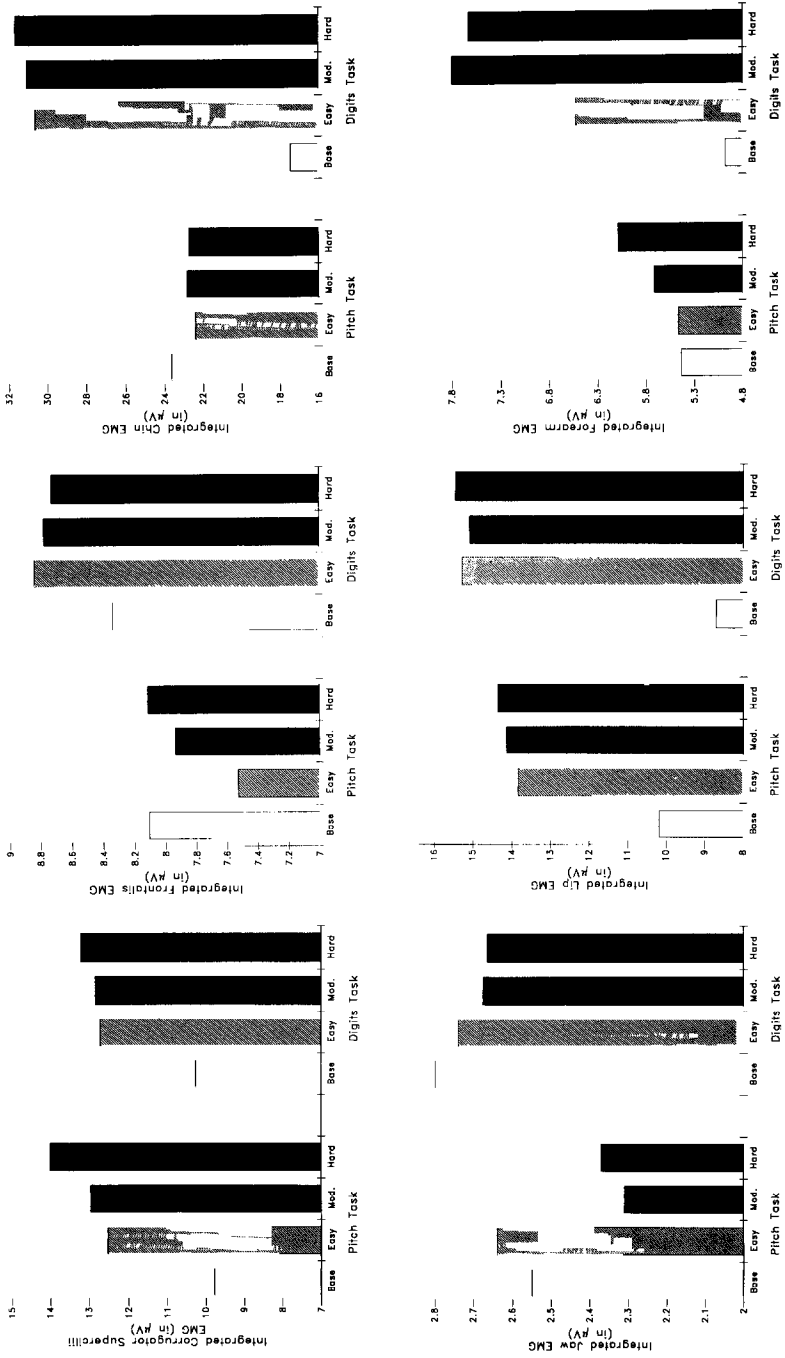 Integrated Corrugator Supercilii
EMG (in µV)
15
13
11
9
8
7
Base Easy Mod. Hard Base Easy Mod. Hard
Pitch Task Digits Task
Integrated Frontalis EMG
(in µV)
9
8.8
8.6
8.4
8.2
8
7.8
7.6
7.4
7.2
7
Base Easy Mod. Hard Base Easy Mod. Hard
Pitch Task Digits Task
Integrated Chin EMG
(in µV)
32
30
28
26
24
22
20
18
16
Base Easy Mod. Hard Base Easy Mod. Hard
Pitch Task Digits Task
Integrated Jaw EMG
(in µV)
2.8
2.7
2.6
2.5
2.4
2.3
2.2
2.1
2
Base Easy Mod. Hard Base Easy Mod. Hard
Pitch Task Digits Task
Integrated Lip EMG
(in µV)
16
15
14
13
12
11
10
9
8
Base Easy Mod. Hard Base Easy Mod. Hard
Pitch Task Digits Task
Integrated Forearm EMG
(in µV)
7.8
7.3
6.8
6.3
5.8
5.3
4.8
Base Easy Mod. Hard Base Easy Mod. Hard
Pitch Task Digits Task